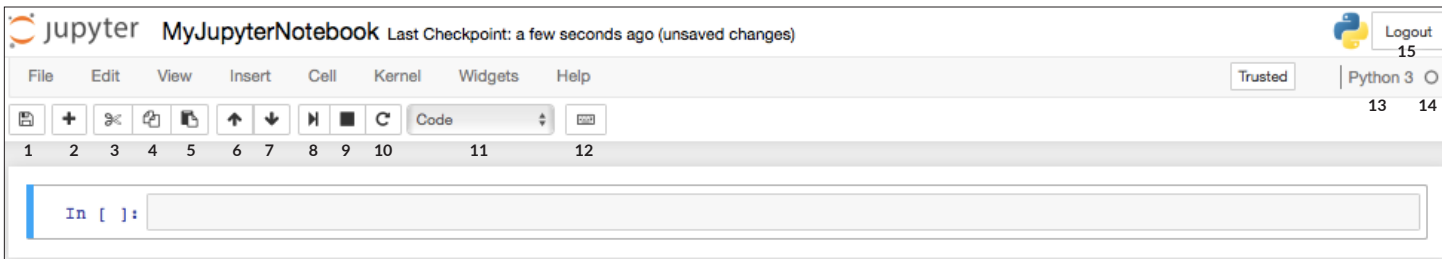 jupyter MyJupyterNotebook Last Checkpoint: a few seconds ago (unsaved changes) Logout
15
File Edit View Insert Cell Kernel Widgets Help Trusted Python 3
13 14
Code
1 2 3 4 5 6 7 8 9 10 11 12
In [ ]: